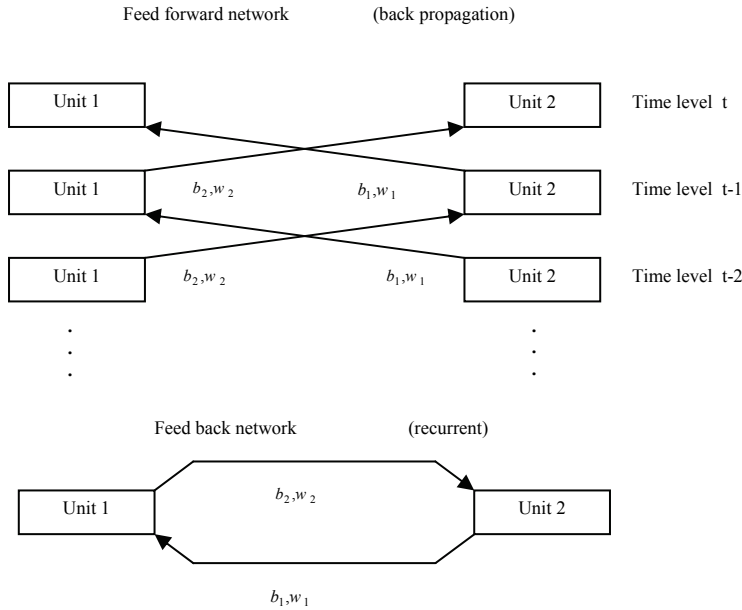 Feed forward network (back propagation)
Unit 1 Unit 2 Time level t
Unit 1 b₂,w₂ b₁,w₁ Unit 2 Time level t-1
Unit 1 b₂,w₂ b₁,w₁ Unit 2 Time level t-2
Feed back network (recurrent)
Unit 1 b₂,w₂ Unit 2
b₁,w₁